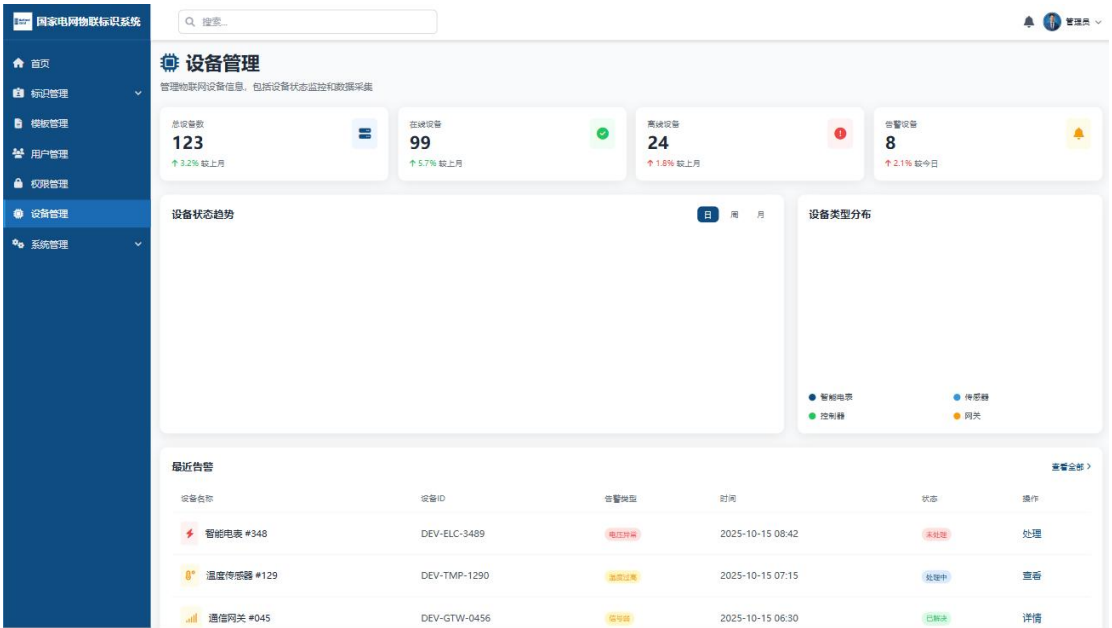 国家电网物联标识系统
搜索...
管理员
首页
标识管理
模板管理
用户管理
权限管理
设备管理
系统管理
设备管理
管理物联网设备信息，包括设备状态监控和数据采集
总设备数
123
↑ 3.2% 较上月
在线设备
99
↑ 5.7% 较上月
离线设备
24
↑ 1.8% 较上月
告警设备
8
↑ 2.1% 较今日
设备状态趋势
日 周 月
设备类型分布
智能电表
传感器
控制器
网关
最近告警
查看全部
设备名称 设备ID 告警类型 时间 状态 操作
智能电表 #348 DEV-ELC-3489 电压异常 2025-10-15 08:42 未处理 处理
温度传感器 #129 DEV-TMP-1290 温度过高 2025-10-15 07:15 处理中 查看
通信网关 #045 DEV-GTW-0456 信号弱 2025-10-15 06:30 已解决 详情